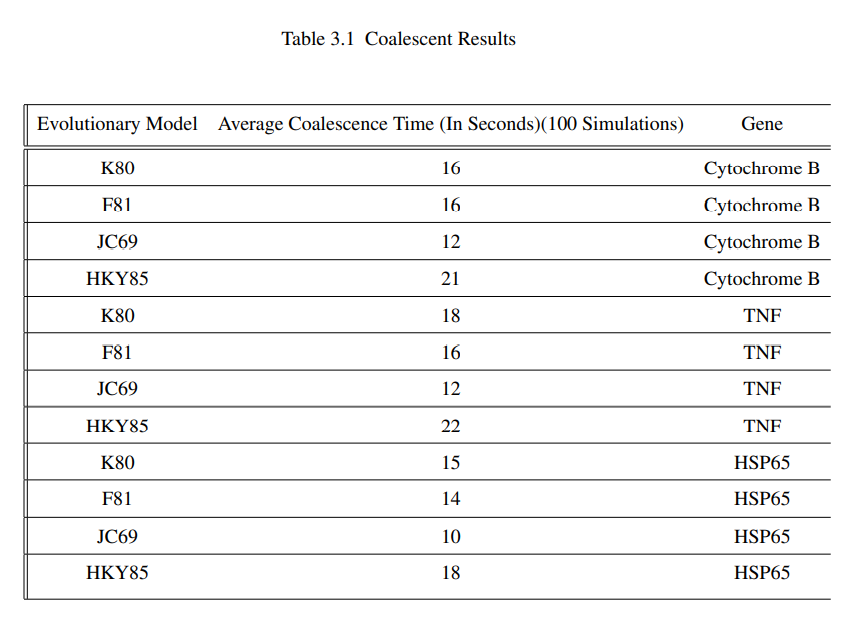 Table 3.1 Coalescent Results
Evolutionary Model Average Coalescence Time (In Seconds)(100 Simulations) Gene
K80 16 Cytochrome B
F81 16 Cytochrome B
JC69 12 Cytochrome B
HKY85 21 Cytochrome B
K80 18 TNF
F81 16 TNF
JC69 12 TNF
HKY85 22 TNF
K80 15 HSP65
F81 14 HSP65
JC69 10 HSP65
HKY85 18 HSP65